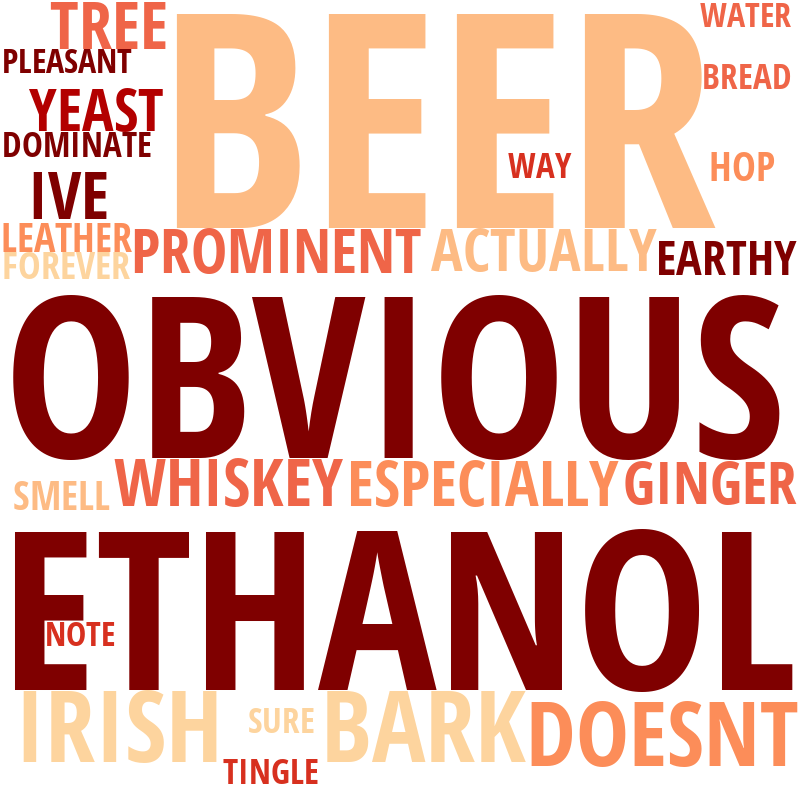 TREE
BEER
WATER
PLEASANT
BREAD
YEAST
DOMINATE
WAY
HOP
IVE
LEATHER
PROMINENT
ACTUALLY
EARTHY
FOREVER
OBVIOUS
SMELL
WHISKEY
ESPECIALLY
GINGER
ETHANOL
NOTE
IRISH
SURE
BARK
DOESNT
TINGLE